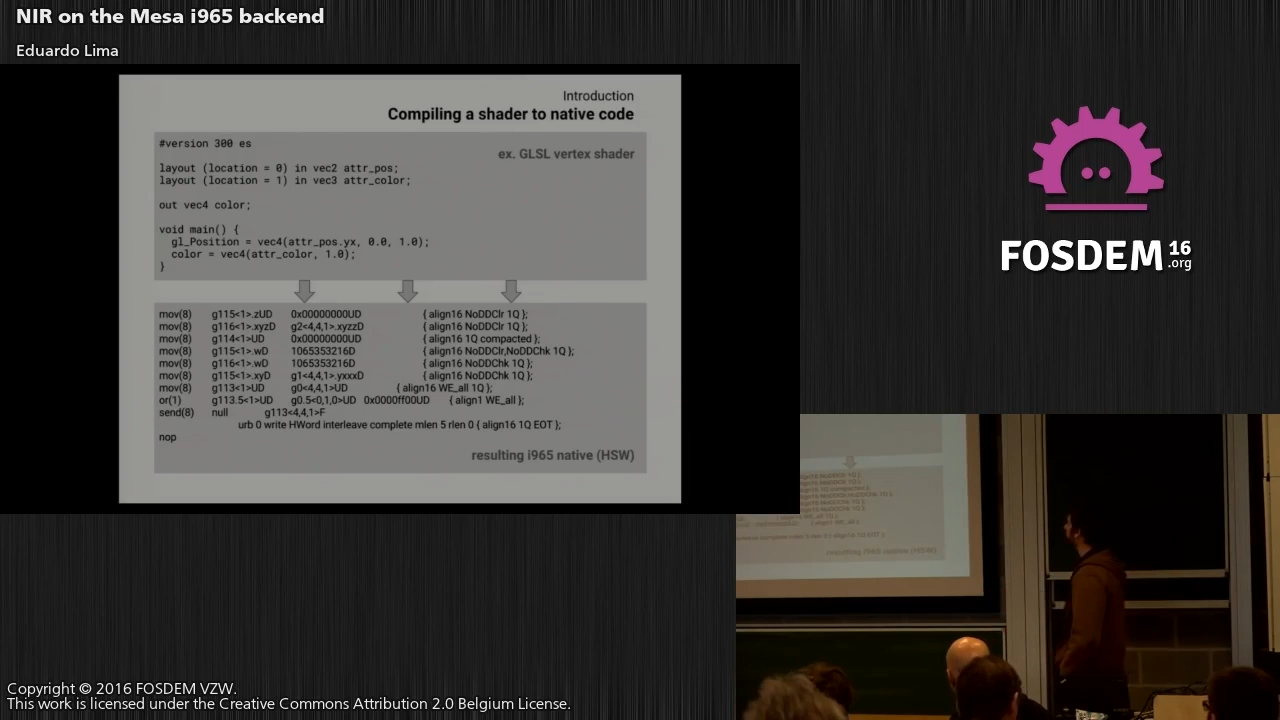 NIR on the Mesa i965 backend
Eduardo Lima
Introduction
Compiling a shader to native code
#version 300 es
ex. GLSL vertex shader
layout (location = 0) in vec2 attr_pos;
layout (location = 1) in vec3 attr_color;
out vec4 color;
void main() {
gl_Position = vec4(attr_pos.yx, 0.0, 1.0);
color = vec4(attr_color, 1.0);
}
mov(8) g115<1>.zUD 0x00000000UD { align16 NoDDClr 1Q };
mov(8) g116<1>.xyzD g2<4,4,1>.xyzzD { align16 NoDDClr 1Q };
mov(8) g114<1>UD 0x00000000UD { align16 1Q compacted };
mov(8) g115<1>.wD 1065353216D { align16 NoDDClr,NoDDChk 1Q };
mov(8) g116<1>.wD 1065353216D { align16 NoDDChk 1Q };
mov(8) g115<1>.xyD g1<4,4,1>.yxxxD { align16 NoDDChk 1Q };
mov(8) g113<1>UD g0<4,4,1>UD { align16 WE_all 1Q };
or(1) g113.5<1>UD g0.5<0,1,0>UD 0x0000ff00UD { align1 WE_all };
send(8) null g113<4,4,1>F
urb 0 write HWord interleave complete mlen 5 rlen 0 { align16 1Q EOT };
nop
resulting i965 native (HSW)
FOSDEM 16 .org
resulting i965 native (HSW)
Copyright © 2016 FOSDEM VZW.
This work is licensed under the Creative Commons Attribution 2.0 Belgium License.